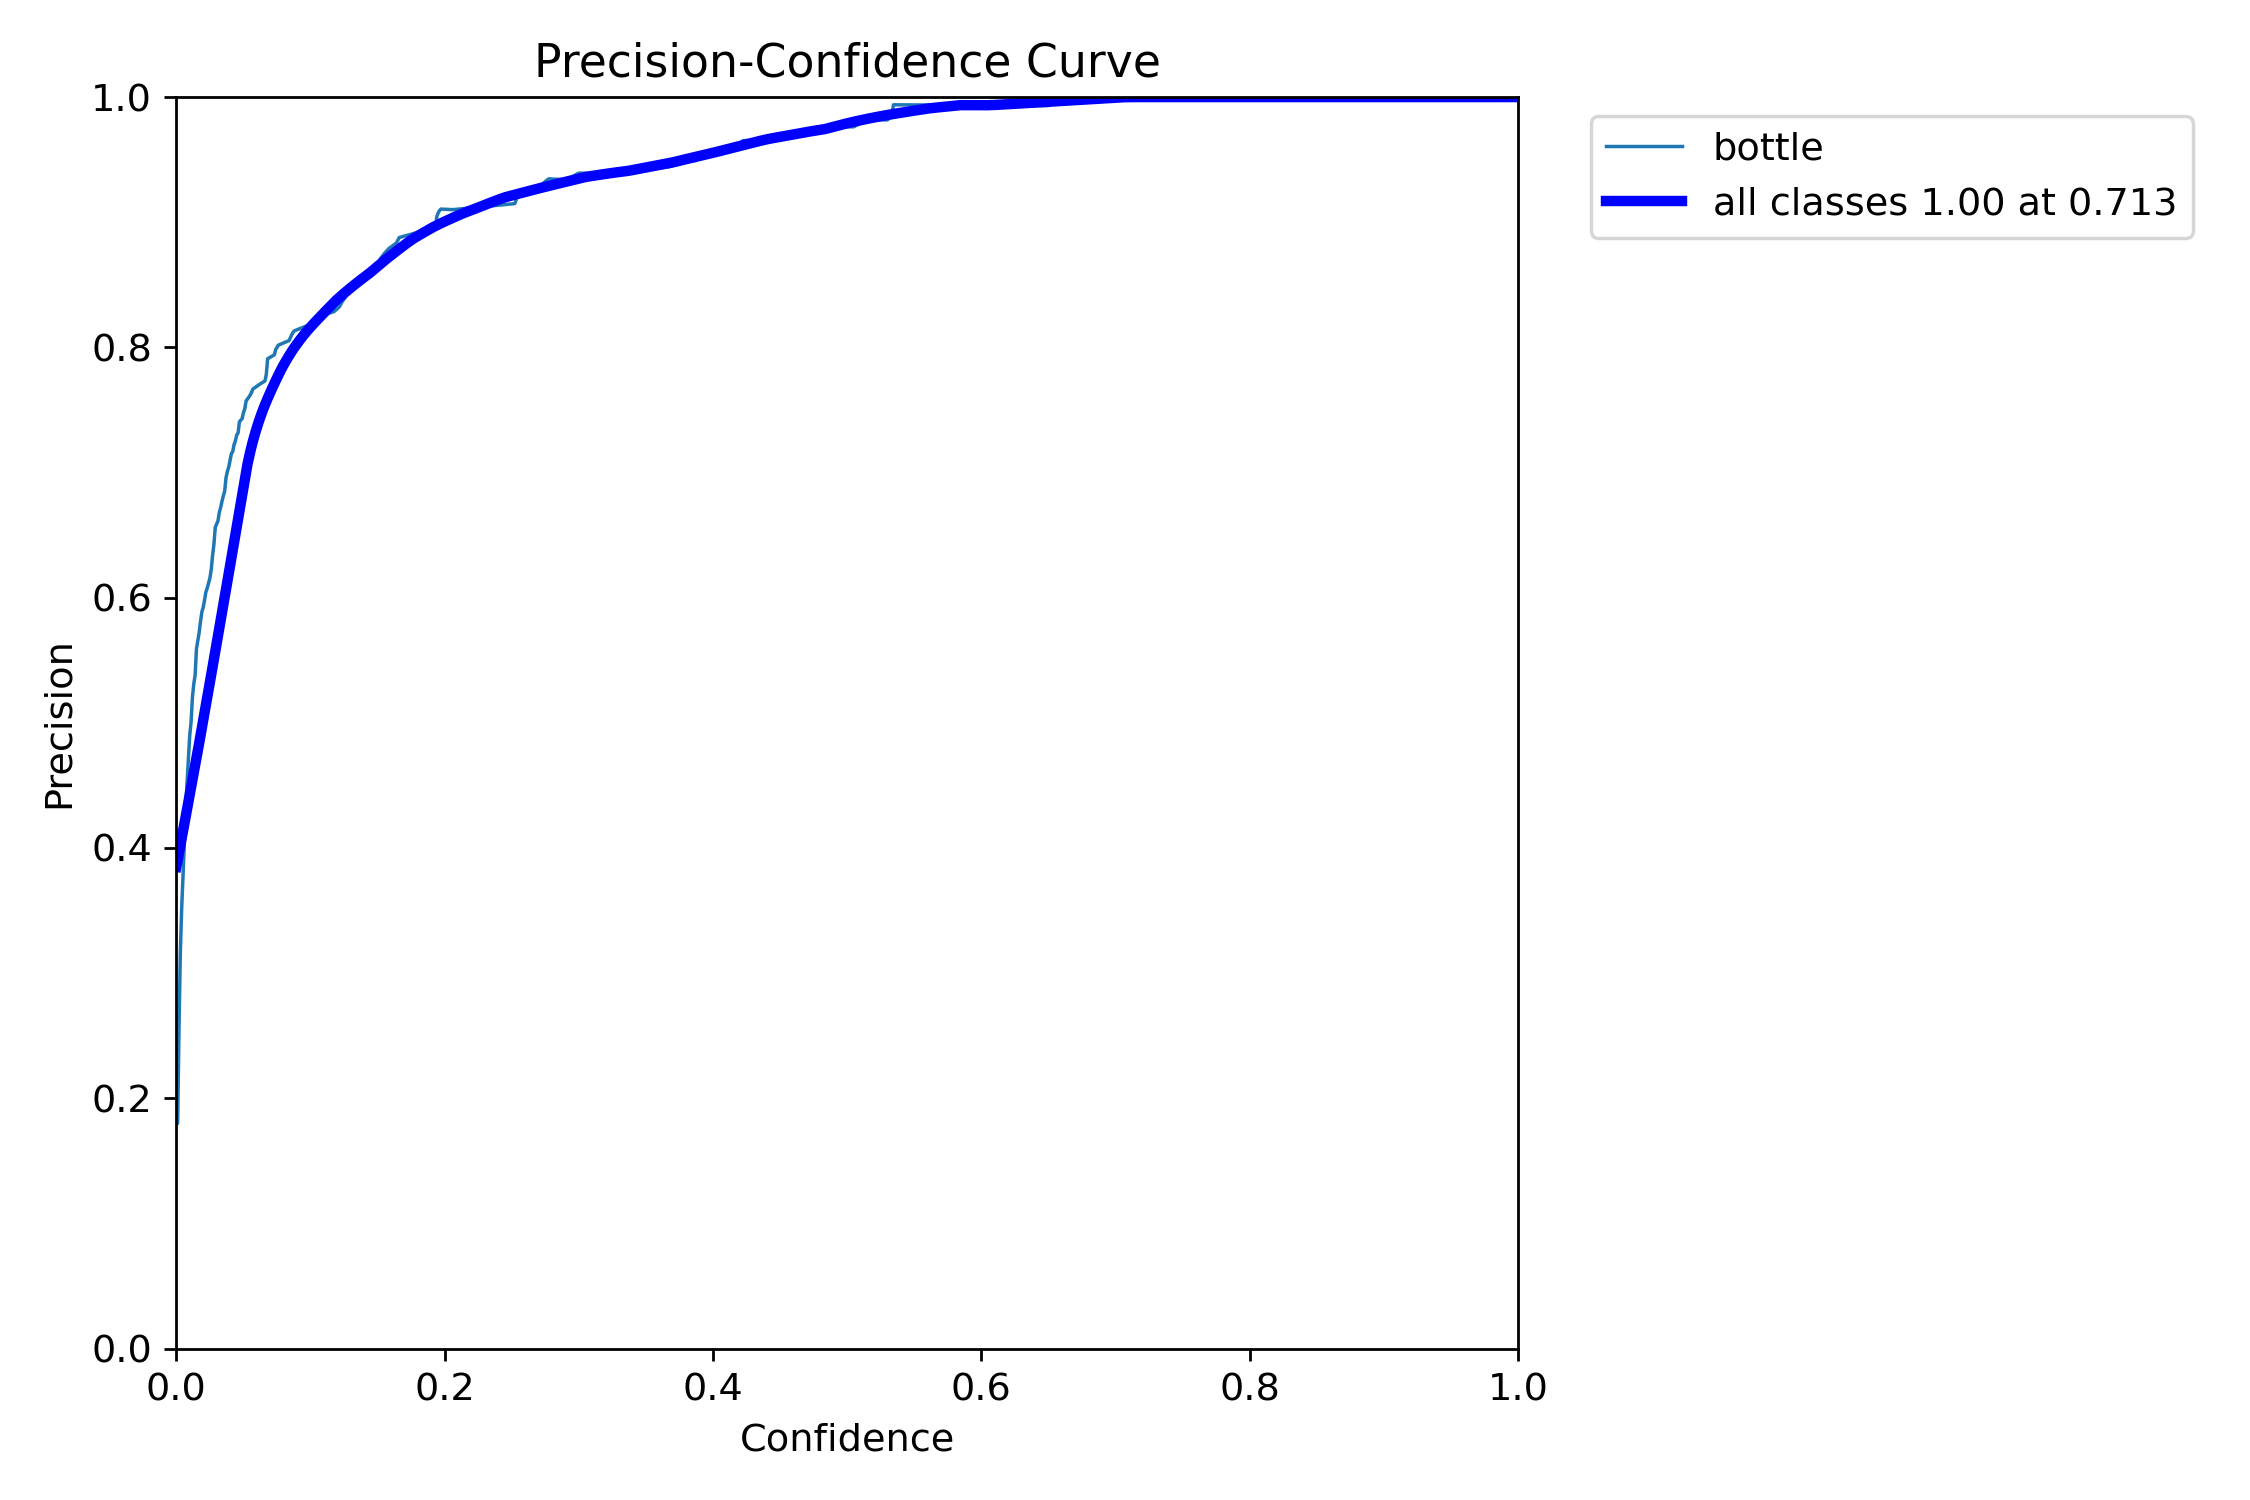 Precision-Confidence Curve
1.0
0.8
0.6
0.4
0.2
0.0
Precision
0.0 0.2 0.4 0.6 0.8 1.0
Confidence
bottle
all classes 1.00 at 0.713